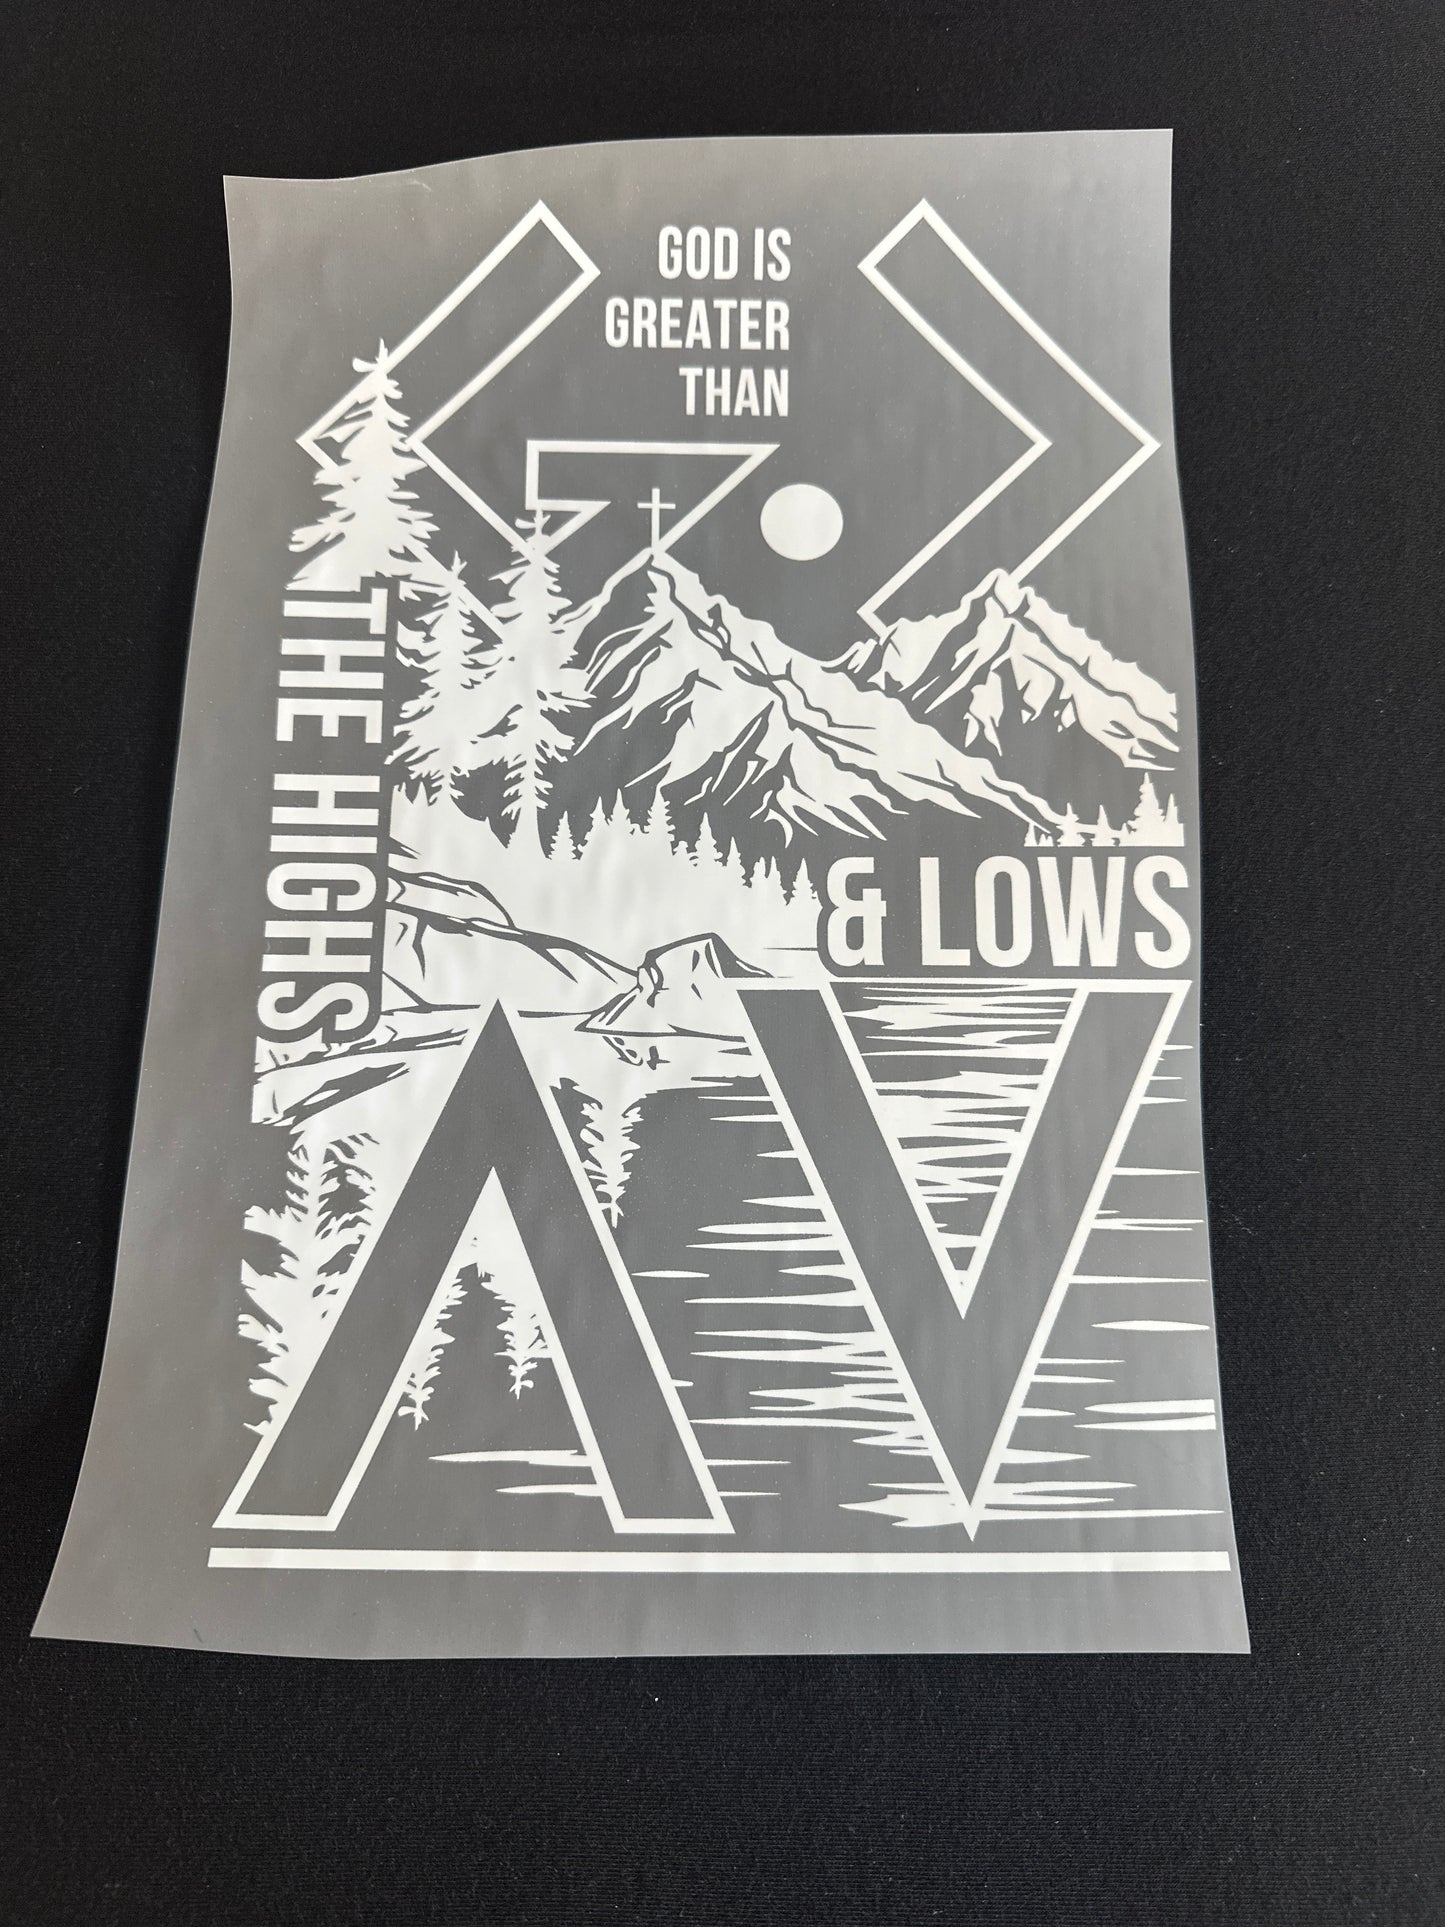 GOD IS
GREATER
THAN
G >
THE HIGHS
& LOWS
Λ V